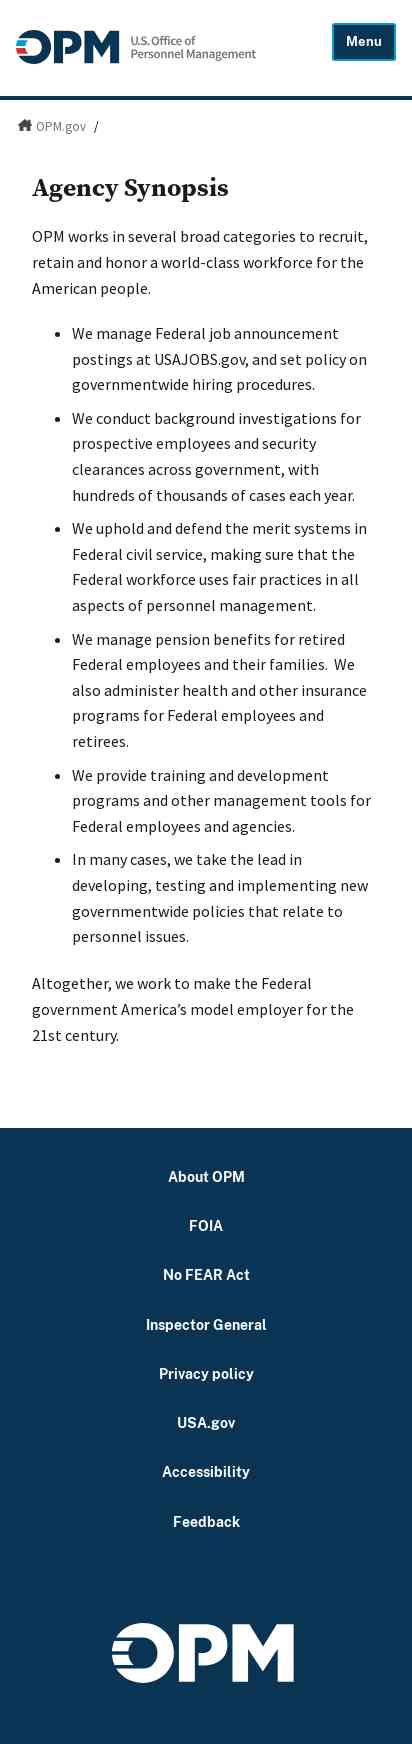 OPM U.S. Office of
Personnel Management
Menu
OPM.gov /
Agency Synopsis
OPM works in several broad categories to recruit,
retain and honor a world-class workforce for the
American people.
• We manage Federal job announcement
postings at USAJOBS.gov, and set policy on
governmentwide hiring procedures.
• We conduct background investigations for
prospective employees and security
clearances across government, with
hundreds of thousands of cases each year.
• We uphold and defend the merit systems in
Federal civil service, making sure that the
Federal workforce uses fair practices in all
aspects of personnel management.
• We manage pension benefits for retired
Federal employees and their families.  We
also administer health and other insurance
programs for Federal employees and
retirees.
• We provide training and development
programs and other management tools for
Federal employees and agencies.
• In many cases, we take the lead in
developing, testing and implementing new
governmentwide policies that relate to
personnel issues.
Altogether, we work to make the Federal
government America’s model employer for the
21st century.
About OPM
FOIA
No FEAR Act
Inspector General
Privacy policy
USA.gov
Accessibility
Feedback
OPM